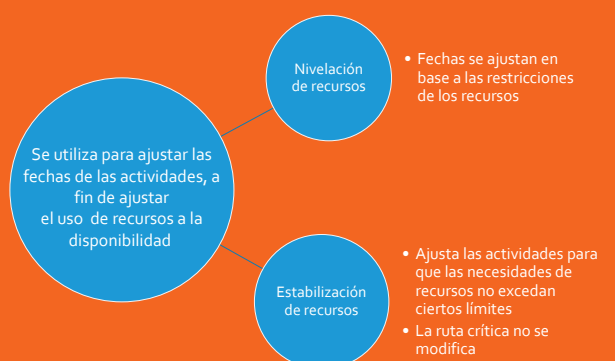 Se utiliza para ajustar las
fechas de las actividades, a
fin de ajustar
el uso de recursos a la
disponibilidad
Nivelación
de recursos
• Fechas se ajustan en
base a las restricciones
de los recursos
Estabilización
de recursos
• Ajusta las actividades para
que las necesidades de
recursos no excedan
ciertos límites
• La ruta crítica no se
modifica